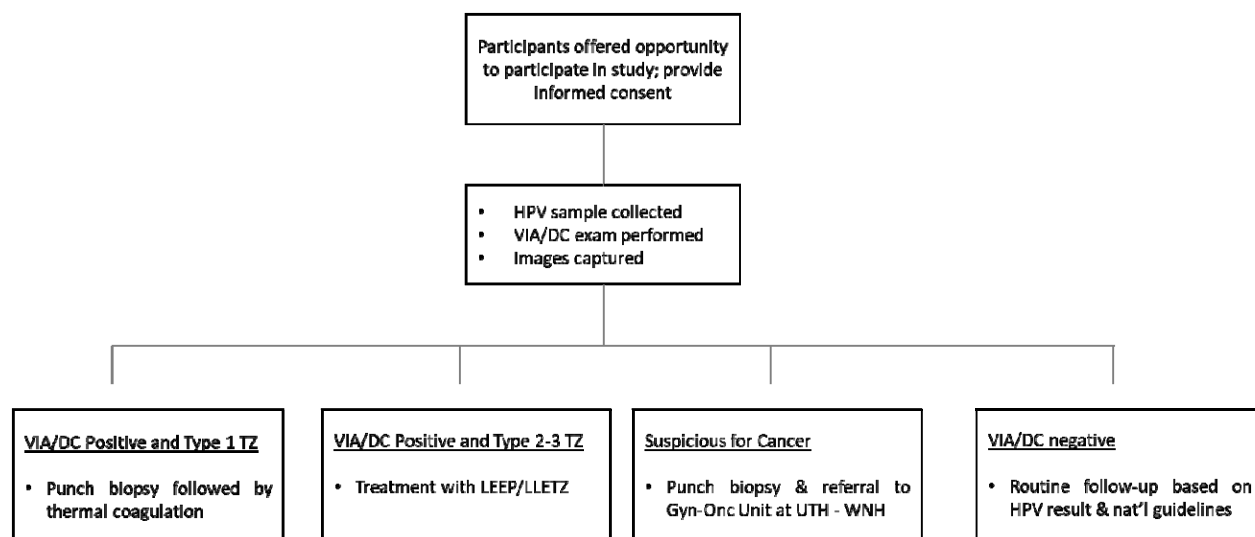 Participants offered opportunity
to participate in study; provide
informed consent
• HPV sample collected
• VIA/DC exam performed
• Images captured
VIA/DC Positive and Type 1 TZ
• Punch biopsy followed by
thermal coagulation
VIA/DC Positive and Type 2-3 TZ
• Treatment with LEEP/LLETZ
Suspicious for Cancer
• Punch biopsy & referral to
Gyn-Onc Unit at UTH - WNH
VIA/DC negative
• Routine follow-up based on
HPV result & nat'l guidelines